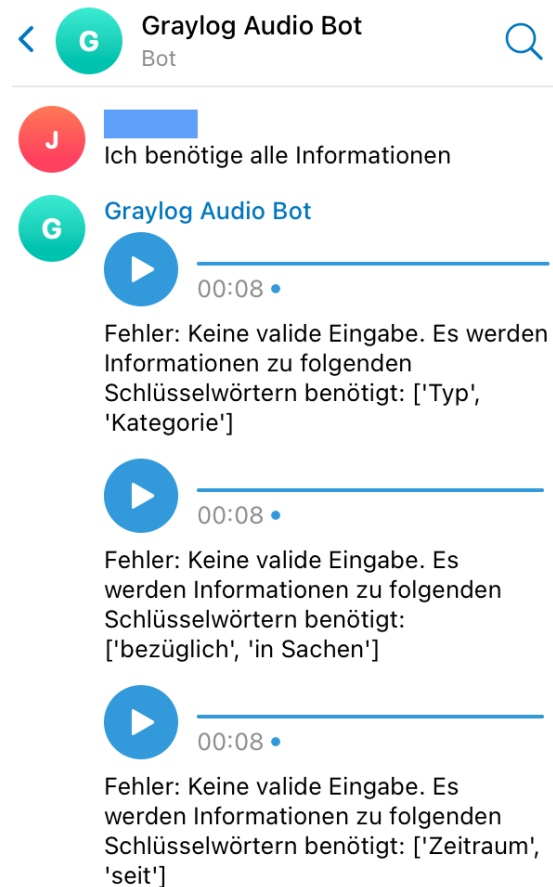 G
Graylog Audio Bot
Bot
J
Ich benötige alle Informationen
G
Graylog Audio Bot
00:08
Fehler: Keine valide Eingabe. Es werden
Informationen zu folgenden
Schlüsselwörtern benötigt: ['Typ',
'Kategorie']
00:08
Fehler: Keine valide Eingabe. Es
werden Informationen zu folgenden
Schlüsselwörtern benötigt:
['bezüglich', 'in Sachen']
00:08
Fehler: Keine valide Eingabe. Es
werden Informationen zu folgenden
Schlüsselwörtern benötigt: ['Zeitraum',
'seit']